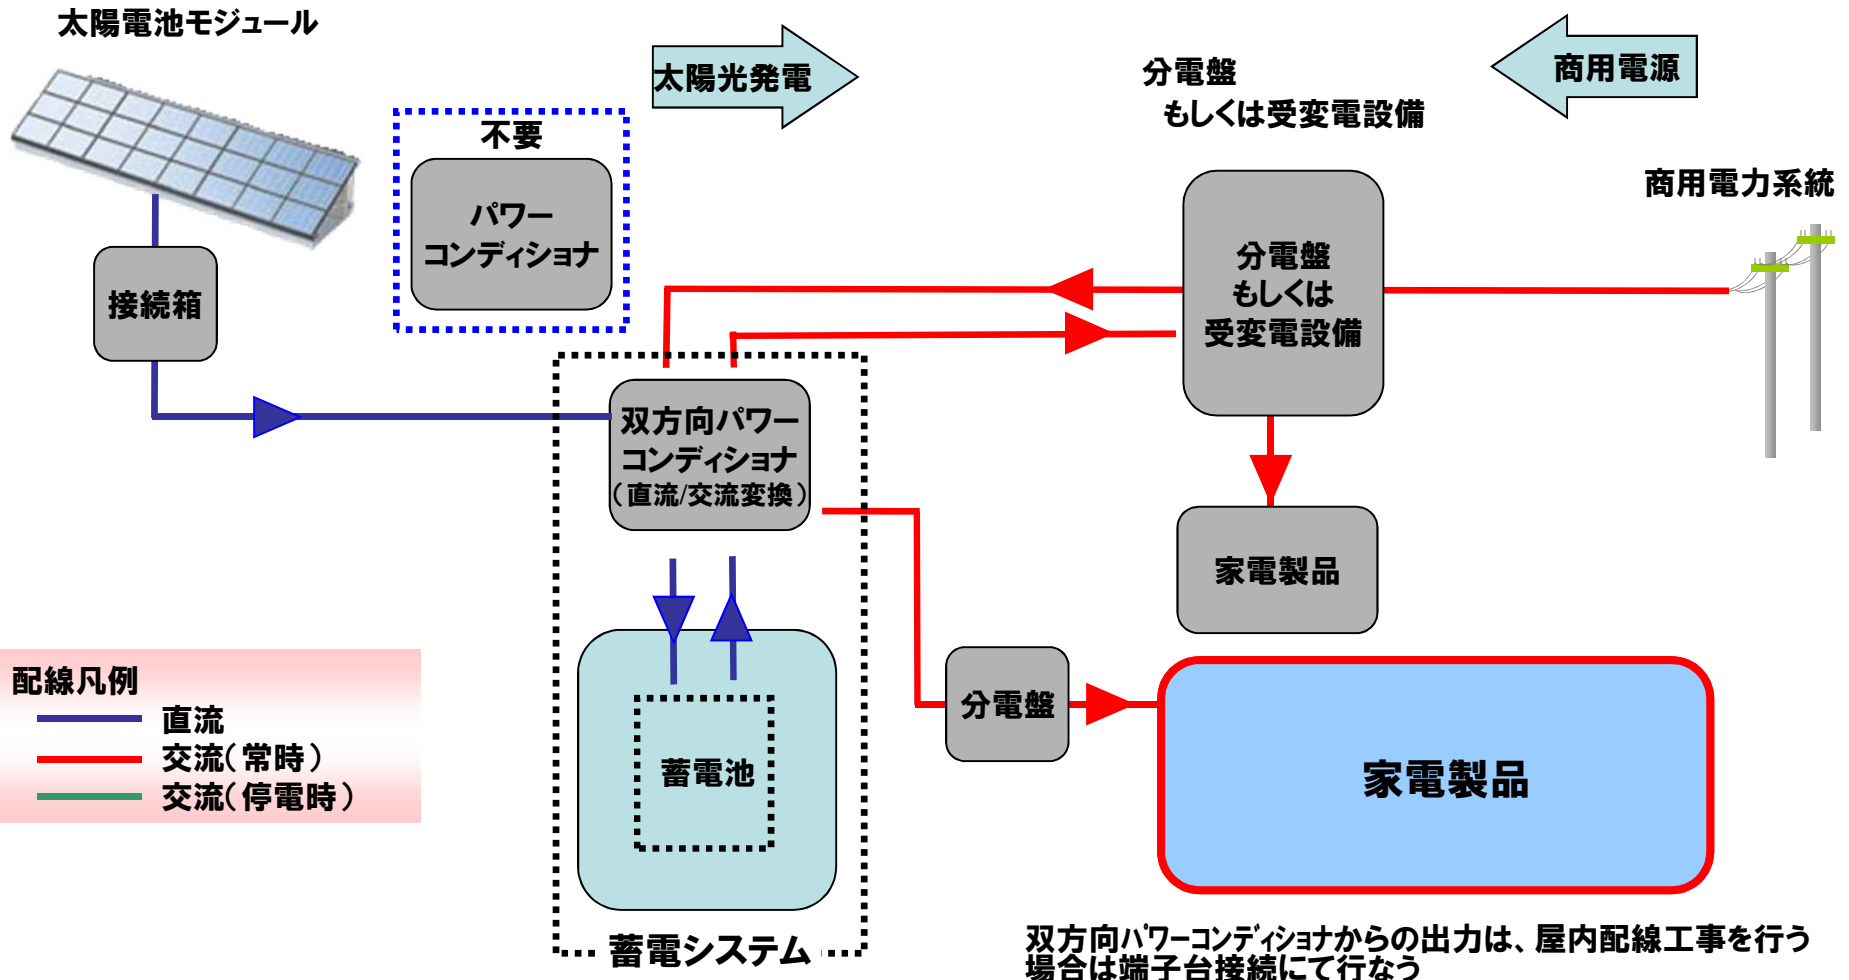 太陽電池モジュール
太陽光発電
分電盤
もしくは受変電設備
商用電源
不要
パワー
コンディショナ
商用電力系統
接続箱
分電盤
もしくは
受変電設備
双方向パワー
コンディショナ
（直流/交流変換）
家電製品
配線凡例
直流
交流（常時）
交流（停電時）
蓄電池
分電盤
家電製品
蓄電システム
双方向パワーコンディショナからの出力は、屋内配線工事を行う
場合は端子台接続にて行なう